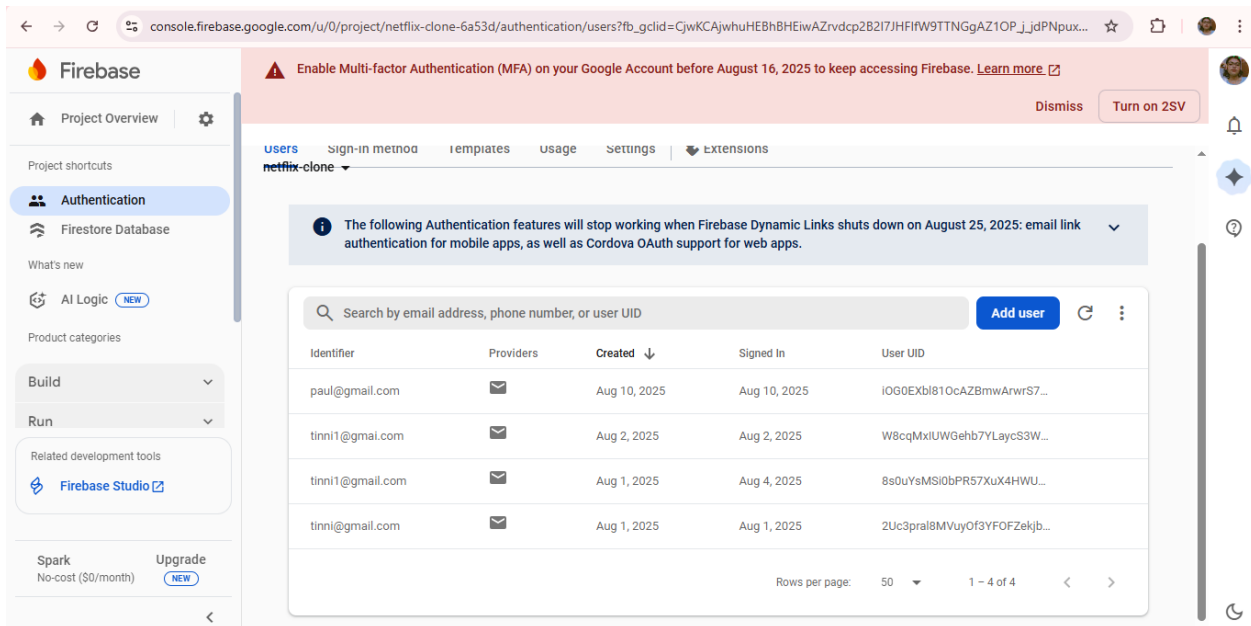 console.firebase.google.com/u/0/project/netflix-clone-6a53d/authentication/users?fb_gclid=CjwKCAjwhuHEBhBHEiwAZrvdcp2B2I7JHFIfW9TTNGgAZ1OP_j_jdPNpux...
Firebase
Enable Multi-factor Authentication (MFA) on your Google Account before August 16, 2025 to keep accessing Firebase. Learn more
Dismiss
Turn on 2SV
Project Overview
Project shortcuts
Authentication
Firestore Database
What's new
AI Logic NEW
Product categories
Build
Run
Related development tools
Firebase Studio
Spark
No-cost ($0/month)
Upgrade
NEW
Users Sign-in method Templates Usage Settings Extensions
netflix-clone
The following Authentication features will stop working when Firebase Dynamic Links shuts down on August 25, 2025: email link
authentication for mobile apps, as well as Cordova OAuth support for web apps.
Search by email address, phone number, or user UID
Add user
Identifier Providers Created Signed In User UID
paul@gmail.com Aug 10, 2025 Aug 10, 2025 iOG0EXbl81OcAZBmwArwrS7...
tinni1@gmai.com Aug 2, 2025 Aug 2, 2025 W8cqMxIUWGehb7YLaycS3W...
tinni1@gmail.com Aug 1, 2025 Aug 4, 2025 8s0uYsMSi0bPR57XuX4HWU...
tinni@gmail.com Aug 1, 2025 Aug 1, 2025 2Uc3pral8MVuyOf3YFOFZekjb...
Rows per page: 50 1 – 4 of 4